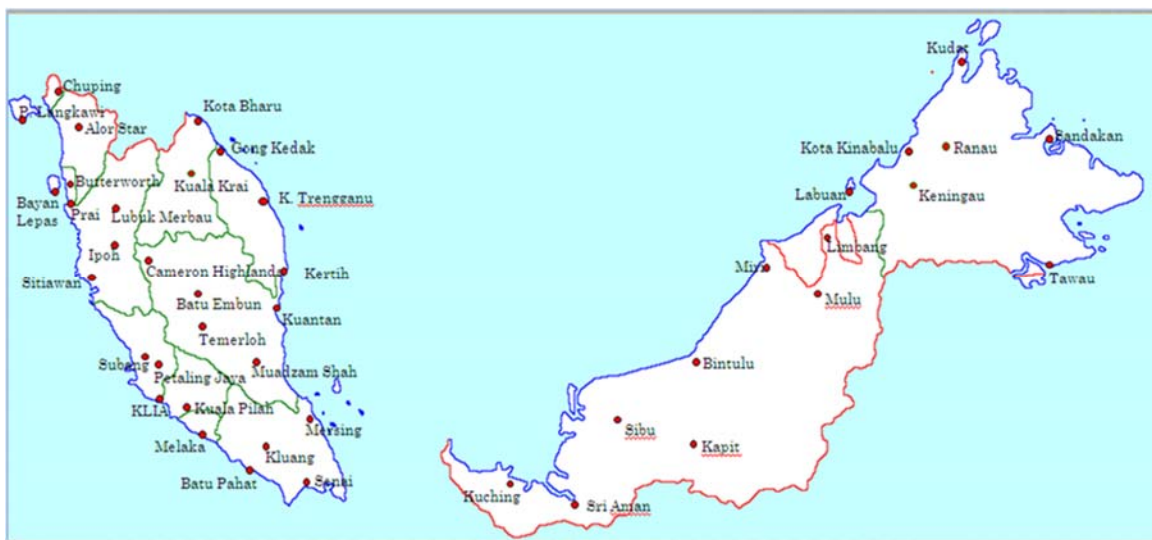 Kudat
Chuping
P. Langkawi
Kota Bharu
Alor Star
Sandakan
Gong Kedak
Kota Kinabalu
Ranau
Butterworth
Kuala Krai
Labuan
Keningau
Bayan
Lepas
Prai
Lubuk Merbau
K. Trengganu
Ipoh
Limbang
Cameron Highlands
Kertih
Miri
Sitiawan
Tawau
Batu Embun
Mulu
Kuantan
Temerloh
Subang
Petaling Jaya
Muadzam Shah
Bintulu
KLIA
Kuala Pilah
Mersing
Sibu
Melaka
Kluang
Kapit
Batu Pahat
Senai
Kuching
Sri Aman